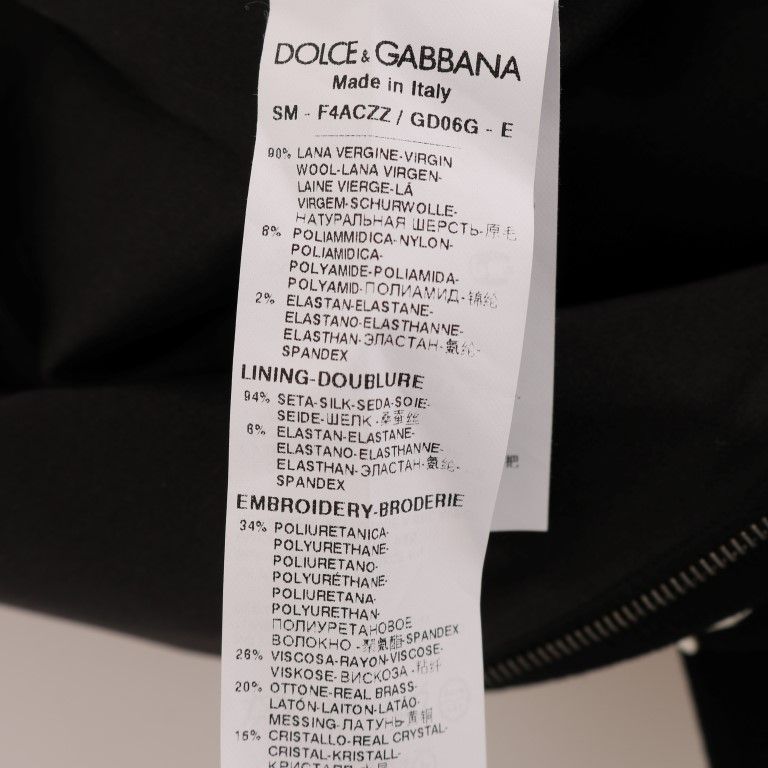 DOLCE & GABBANA
Made in Italy
SM - F4ACZZ / GD06G - E
90% LANA VERGINE-VIRGIN
WOOL-LANA VIRGEN-
LAINE VIERGE-LÃ
VIRGEM-SCHURWOLLE-
НАТУРАЛЬНАЯ ШЕРСТЬ-原毛
8% POLIAMMIDICA-NYLON-
POLIAMIDICA-
POLYAMIDE-POLIAMIDA-
POLYAMID-ПОЛИАМИД-锦纶
2% ELASTAN-ELASTANE-
ELASTANO-ELASTHANNE-
ELASTHAN-ЭЛАСТАН-氨纶-
SPANDEX
LINING-DOUBLURE
94% SETA-SILK-SEDA-SOIE-
SEIDE-ШЕЛК-桑蚕丝
6% ELASTAN-ELASTANE-
ELASTANO-ELASTHANNE-
ELASTHAN-ЭЛАСТАН-氨纶-
SPANDEX
EMBROIDERY-BRODERIE
34% POLIURETANICA-
POLYURETHANE-
POLIURETANO-
POLYURÉTHANE-
POLIURETANA-
POLYURETHAN-
ПОЛИУРЕТАНОВОЕ
ВОЛОКНО-聚氨酯-SPANDEX
26% VISCOSA-RAYON-VISCOSE-
VISKOSE-ВИСКОЗА-粘纤
20% OTTONE-REAL BRASS-
LATÓN-LAITON-LATÃO-
MESSING-ЛАТУНЬ-黄铜
15% CRISTALLO-REAL CRYSTAL-
CRISTAL-KRISTALL-